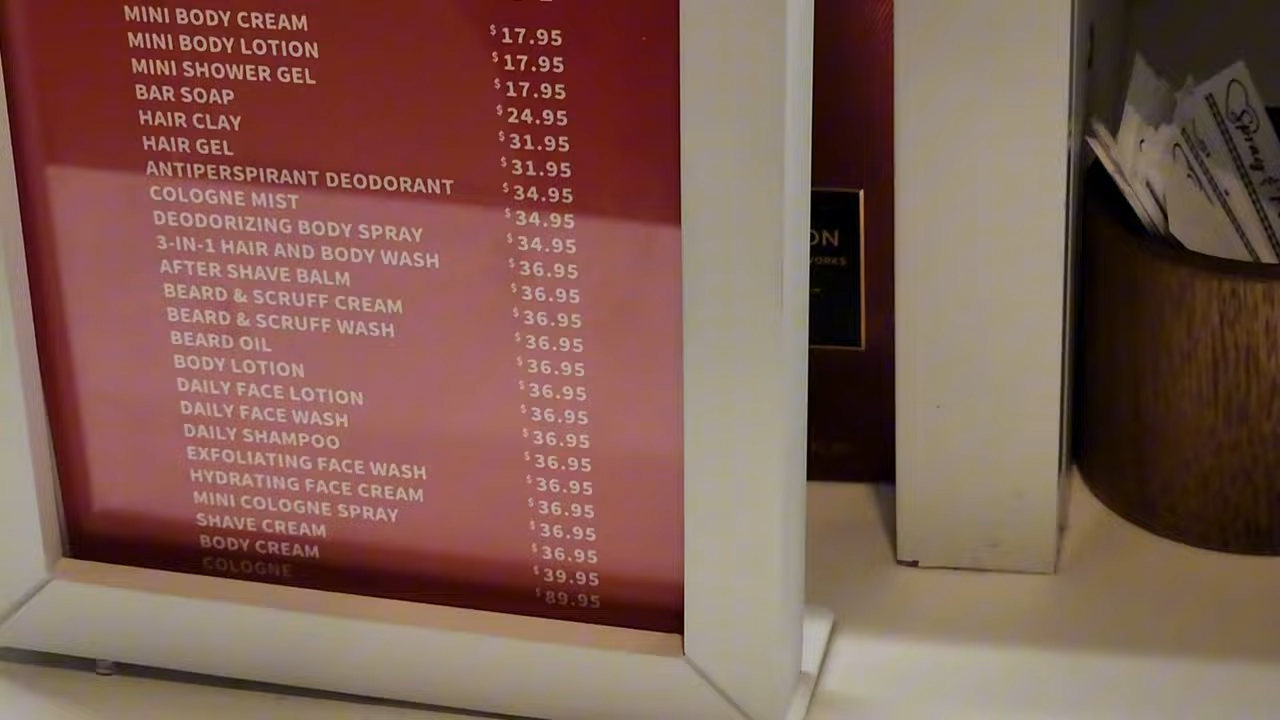 MINI BODY CREAM $17.95
MINI BODY LOTION $17.95
MINI SHOWER GEL $17.95
BAR SOAP $24.95
HAIR CLAY $31.95
HAIR GEL $31.95
ANTIPERSPIRANT DEODORANT $34.95
COLOGNE MIST $34.95
DEODORIZING BODY SPRAY $34.95
3-IN-1 HAIR AND BODY WASH $36.95
AFTER SHAVE BALM $36.95
BEARD & SCRUFF CREAM $36.95
BEARD & SCRUFF WASH $36.95
BEARD OIL $36.95
BODY LOTION $36.95
DAILY FACE LOTION $36.95
DAILY FACE WASH $36.95
DAILY SHAMPOO $36.95
EXFOLIATING FACE WASH $36.95
HYDRATING FACE CREAM $36.95
MINI COLOGNE SPRAY $36.95
SHAVE CREAM $36.95
BODY CREAM $39.95
COLOGNE $89.95
ON
WORKS
Spray